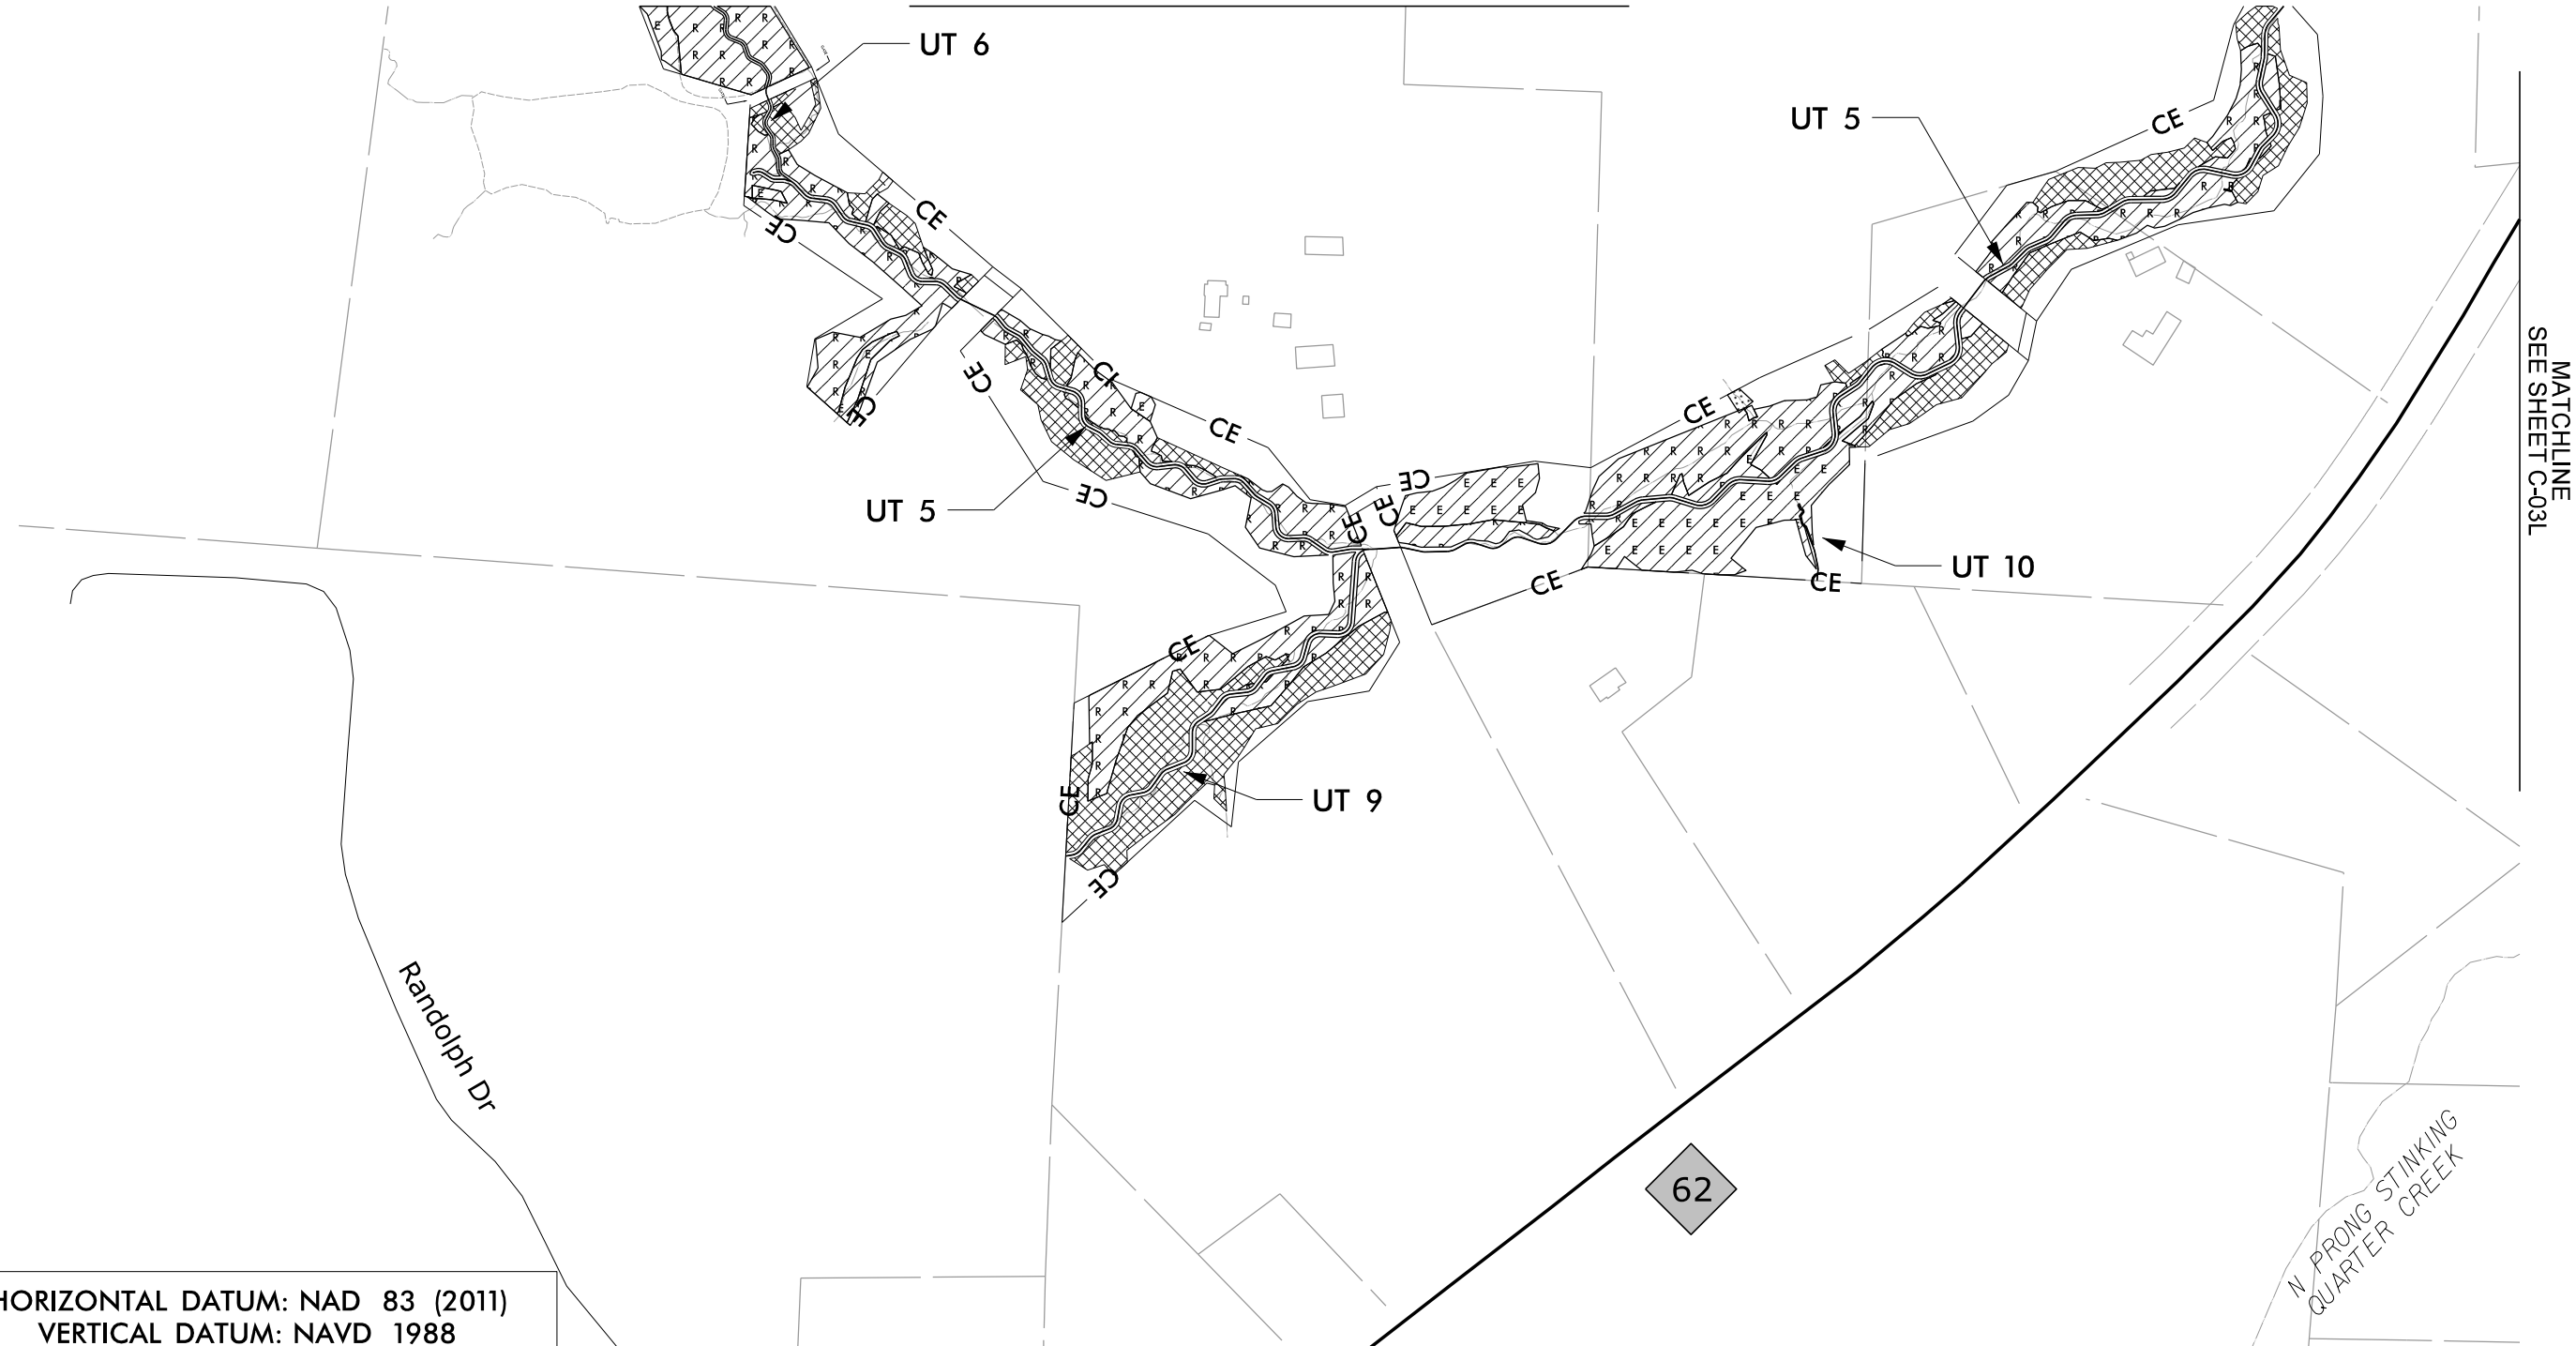 UT 6
UT 5
CE
CE
CE
CE
CE
CE
CE
CE
UT 5
CE
CE
CE
CE
CE
CE
UT 10
CE
CE
UT 9
CE
MATCHLINE
SEE SHEET C-03L
Randolph Dr
62
N PRONG STINKING
QUARTER CREEK
HORIZONTAL DATUM: NAD 83 (2011)
VERTICAL DATUM: NAVD 1988